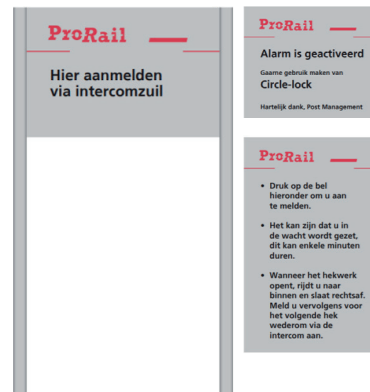 ProRail
Hier aanmelden
via intercomzuil
ProRail
Alarm is geactiveerd
Gaarne gebruik maken van
Circle-lock
Hartelijk dank, Post Management
ProRail
• Druk op de bel
hieronder om u aan
te melden.
• Het kan zijn dat u in
de wacht wordt gezet,
dit kan enkele minuten
duren.
• Wanneer het hekwerk
opent, rijdt u naar
binnen en slaat rechtsaf.
Meld u vervolgens voor
het volgende hek
wederom via de
intercom aan.